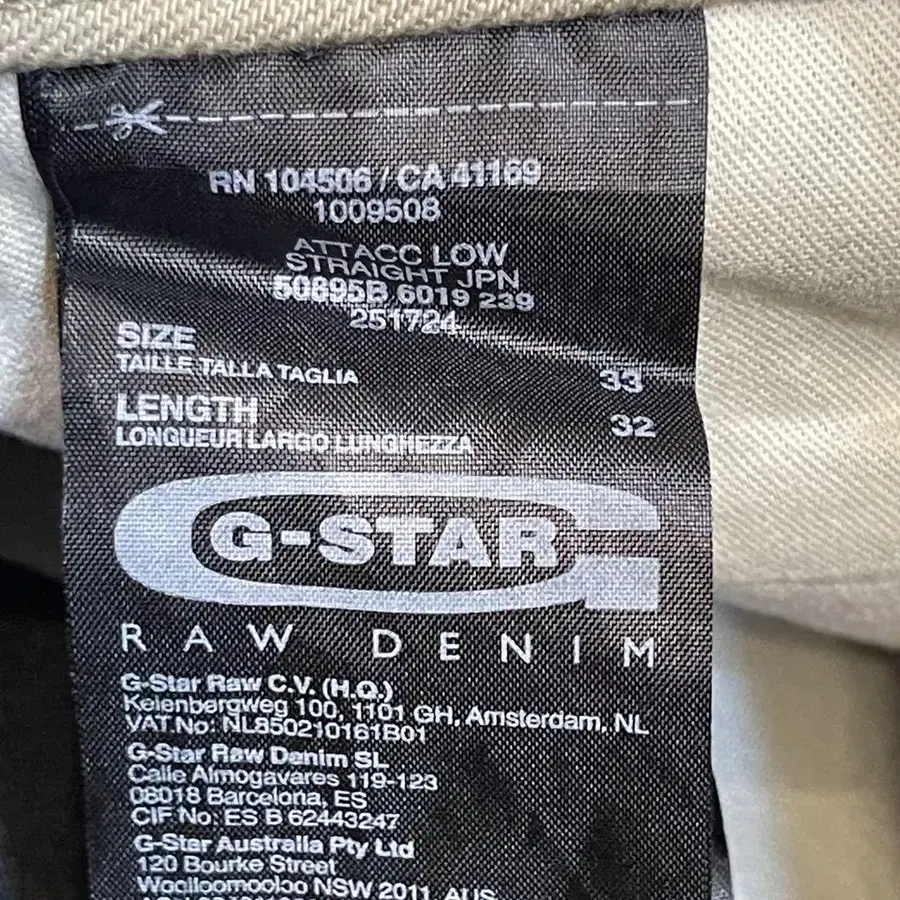 RN 104506 / CA 41169
1009508
ATTACC LOW
STRAIGHT JPN
50895B 6019 239
251724
SIZE
TAILLE TALLA TAGLIA 33
LENGTH
LONGUEUR LARGO LUNGHEZZA 32
G-STAR
RAW DENIM
G-Star Raw C.V. (H.Q.)
Keienbergweg 100, 1101 GH, Amsterdam, NL
VAT.No: NL850210161B01
G-Star Raw Denim SL
Calle Almogavares 119-123
08018 Barcelona, ES
CIF No: ES B 62443247
G-Star Australia Pty Ltd
120 Bourke Street
Woolloomooloo NSW 2011, AUS